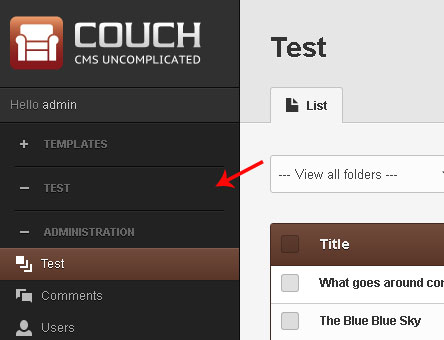 COUCH
CMS UNCOMPLICATED
Hello admin
+ TEMPLATES
− TEST
− ADMINISTRATION
Test
Comments
Users
Test
List
--- View all folders ---
Title
What goes around co
The Blue Blue Sky